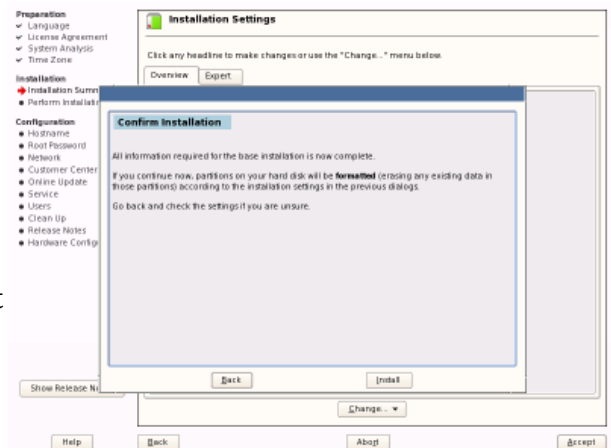 Preparation
Language
License Agreement
System Analysis
Time Zone
Installation
Installation Summ
Perform Installati
Configuration
Hostname
Root Password
Network
Customer Center
Online Update
Service
Users
Clean Up
Release Notes
Hardware Config
Show Release N
Help
Installation Settings
Click any headline to make changes or use the "Change..." menu below.
Overview
Expert
Confirm Installation
All information required for the base installation is now complete.
If you continue now, partitions on your hard disk will be formatted (erasing any existing data in
those partitions) according to the installation settings in the previous dialogs.
Go back and check the settings if you are unsure.
Back
Install
Change...
Back
Abort
Accept
t